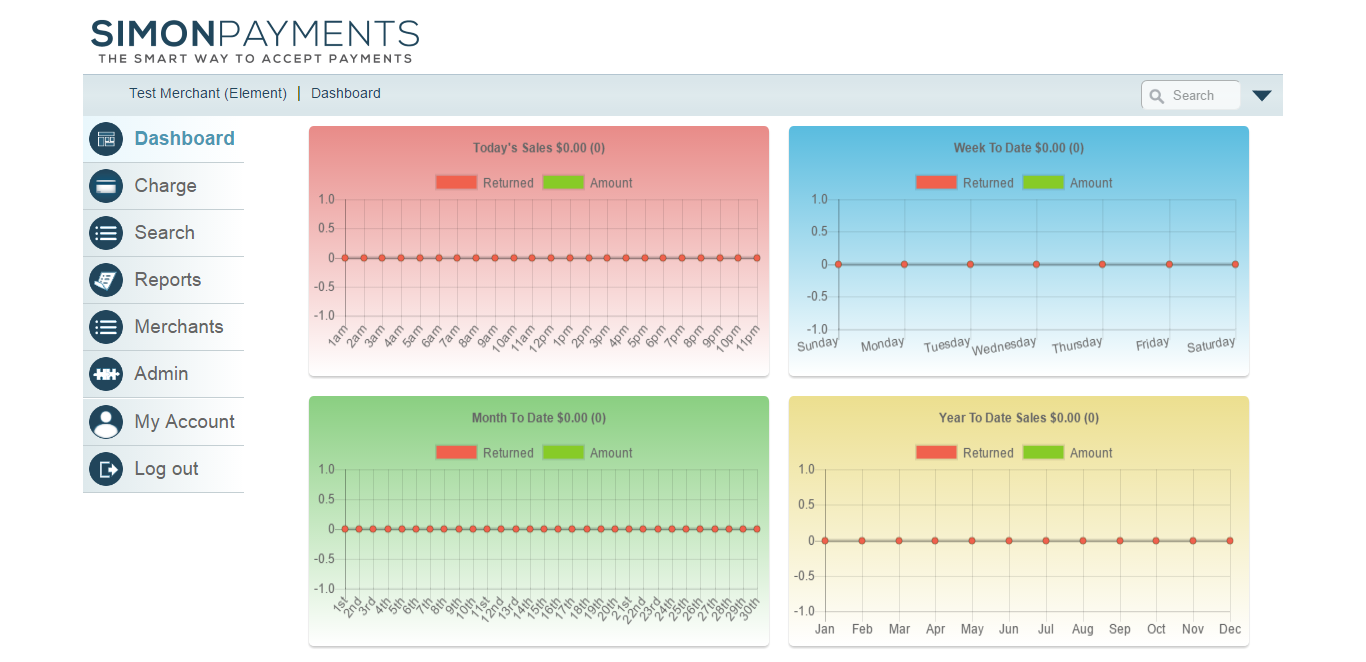 SIMONPAYMENTS
THE SMART WAY TO ACCEPT PAYMENTS
Test Merchant (Element) | Dashboard
Search
Dashboard
Charge
Search
Reports
Merchants
Admin
My Account
Log out
Today's Sales $0.00 (0)
Returned Amount
1.0
0.5
0
-0.5
-1.0
1am 2am 3am 4am 5am 6am 7am 8am 9am 10am 11am 12pm 1pm 2pm 3pm 4pm 5pm 6pm 7pm 8pm 9pm 10pm 11pm
Week To Date $0.00 (0)
Returned Amount
1.0
0.5
0
-0.5
-1.0
Sunday Monday Tuesday Wednesday Thursday Friday Saturday
Month To Date $0.00 (0)
Returned Amount
1.0
0.5
0
-0.5
-1.0
1st 2nd 3rd 4th 5th 6th 7th 8th 9th 10th 11st 12nd 13rd 14th 15th 16th 17th 18th 19th 20th 21st 22nd 23rd 24th 25th 26th 27th 28th 29th 30th
Year To Date Sales $0.00 (0)
Returned Amount
1.0
0.5
0
-0.5
-1.0
Jan Feb Mar Apr May Jun Jul Aug Sep Oct Nov Dec